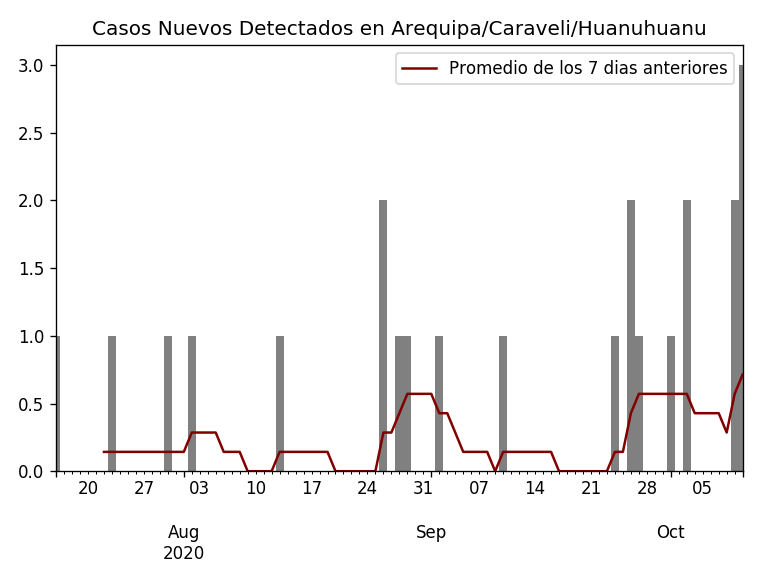 Casos Nuevos Detectados en Arequipa/Caraveli/Huanuhuanu
Promedio de los 7 dias anteriores
3.0
2.5
2.0
1.5
1.0
0.5
0.0
20 27 03 10 17 24 31 07 14 21 28 05
Aug Sep Oct
2020